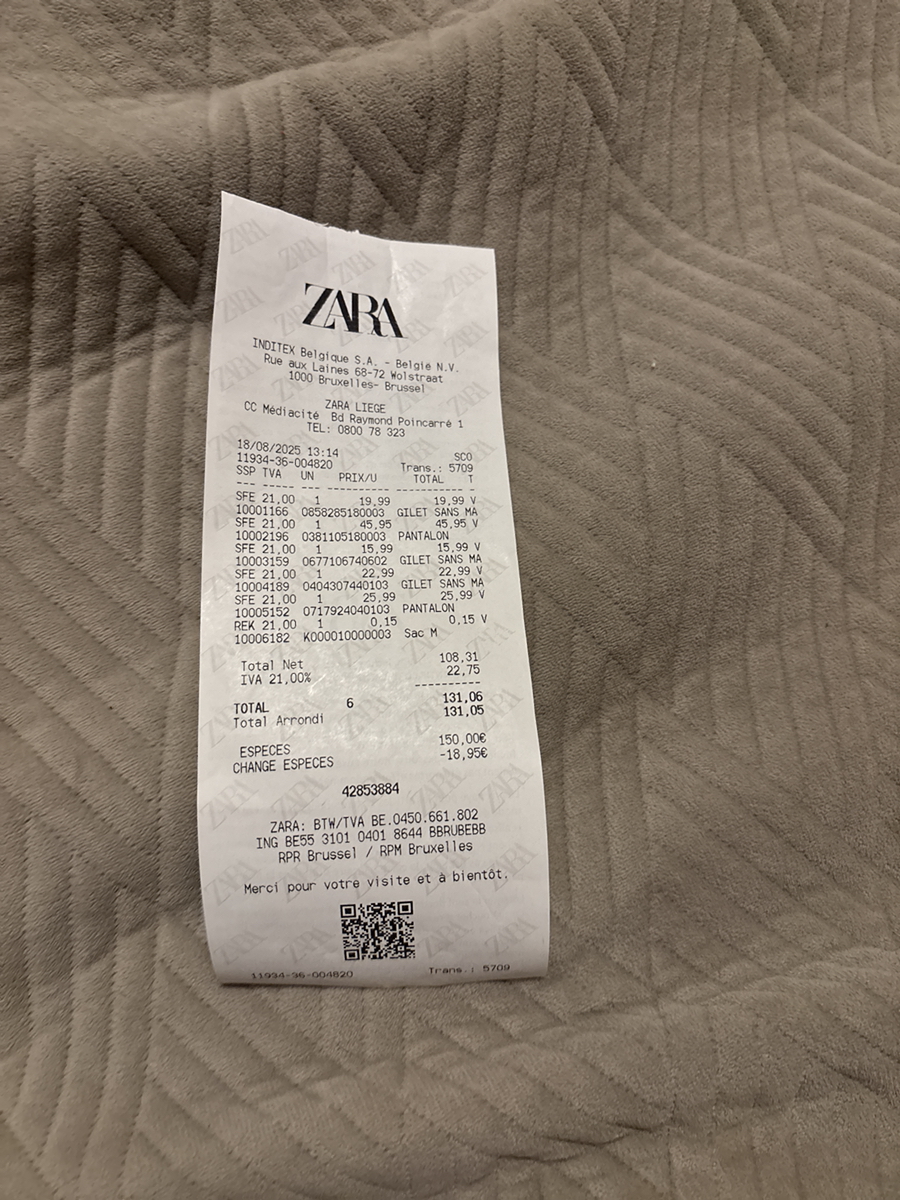 ZARA
INDITEX Belgique S.A. - België N.V.
Rue aux Laines 68-72 Wolstraat
1000 Bruxelles- Brussel
ZARA LIEGE
CC Médiacité Bd Raymond Poincarré 1
TEL: 0800 78 323
18/08/2025 13:14 SCO
11934-36-004820 Trans.: 5709
SSP TVA UN PRIX/U TOTAL T
--- ---- ---- --------- ----------- -
SFE 21,00 1 19,99 19,99 V
10001166 0858285180003 GILET SANS MA
SFE 21,00 1 45,95 45,95 V
10002196 0381105180003 PANTALON
SFE 21,00 1 15,99 15,99 V
10003159 0677106740602 GILET SANS MA
SFE 21,00 1 22,99 22,99 V
10004189 0404307440103 GILET SANS MA
SFE 21,00 1 25,99 25,99 V
10005152 0717924040103 PANTALON
REK 21,00 1 0,15 0,15 V
10006182 K000010000003 Sac M
Total Net 108,31
IVA 21,00% 22,75
----------
TOTAL 6 131,06
Total Arrondi 131,05
ESPECES 150,00€
CHANGE ESPECES -18,95€
42853884
ZARA: BTW/TVA BE.0450.661.802
ING BE55 3101 0401 8644 BBRUBEBB
RPR Brussel / RPM Bruxelles
Merci pour votre visite et à bientôt.
11934-36-004820 Trans.: 5709